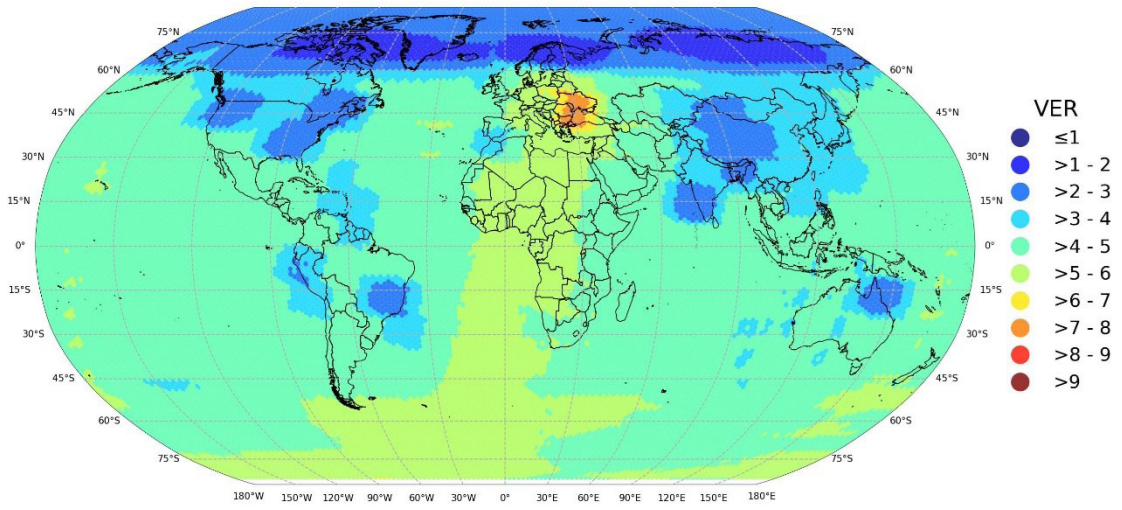 75°N 75°N
60°N 60°N
45°N 45°N
30°N 30°N
15°N 15°N
0° 0°
15°S 15°S
30°S 30°S
45°S 45°S
60°S 60°S
75°S 75°S
180°W 150°W 120°W 90°W 60°W 30°W 0° 30°E 60°E 90°E 120°E 150°E 180°E
VER
≤1
>1 - 2
>2 - 3
>3 - 4
>4 - 5
>5 - 6
>6 - 7
>7 - 8
>8 - 9
>9